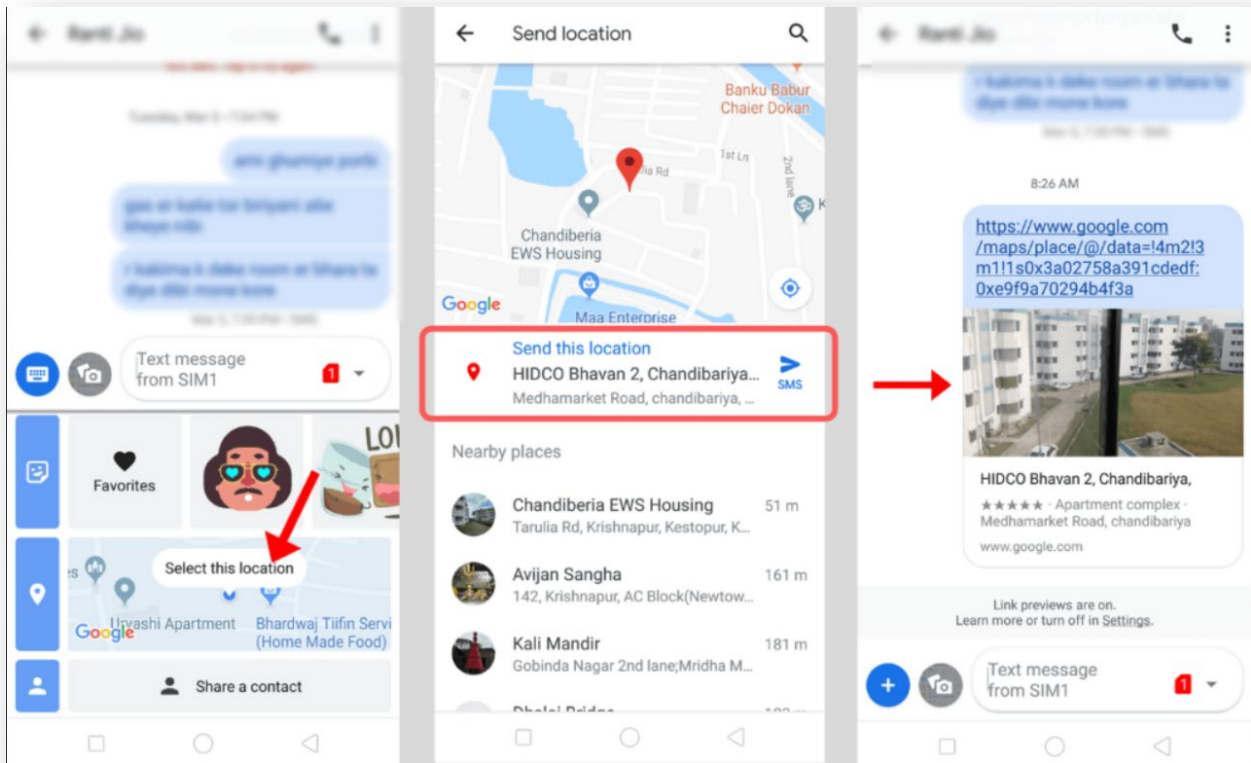 Text message
from SIM1
1
Favorites
LOL
Select this location
Urvashi Apartment
Bhardwaj Tiifin Servi
(Home Made Food)
Google
Share a contact
Send location
Banku Babur
Chaier Dokan
1st Ln
2nd lane
lia Rd
Chandiberia
EWS Housing
Google
Maa Enterprise
Send this location
HIDCO Bhavan 2, Chandibariya...
Medhamarket Road, chandibariya, ...
SMS
Nearby places
Chandiberia EWS Housing 51 m
Tarulia Rd, Krishnapur, Kestopur, K...
Avijan Sangha 161 m
142, Krishnapur, AC Block(Newtow...
Kali Mandir 181 m
Gobinda Nagar 2nd lane;Mridha M...
8:26 AM
https://www.google.com
/maps/place/@/data=!4m2!3
m1!1s0x3a02758a391cdedf:
0xe9f9a70294b4f3a
HIDCO Bhavan 2, Chandibariya,
★★★★★ · Apartment complex ·
Medhamarket Road, chandibariya
www.google.com
Link previews are on.
Learn more or turn off in Settings.
Text message
from SIM1
1